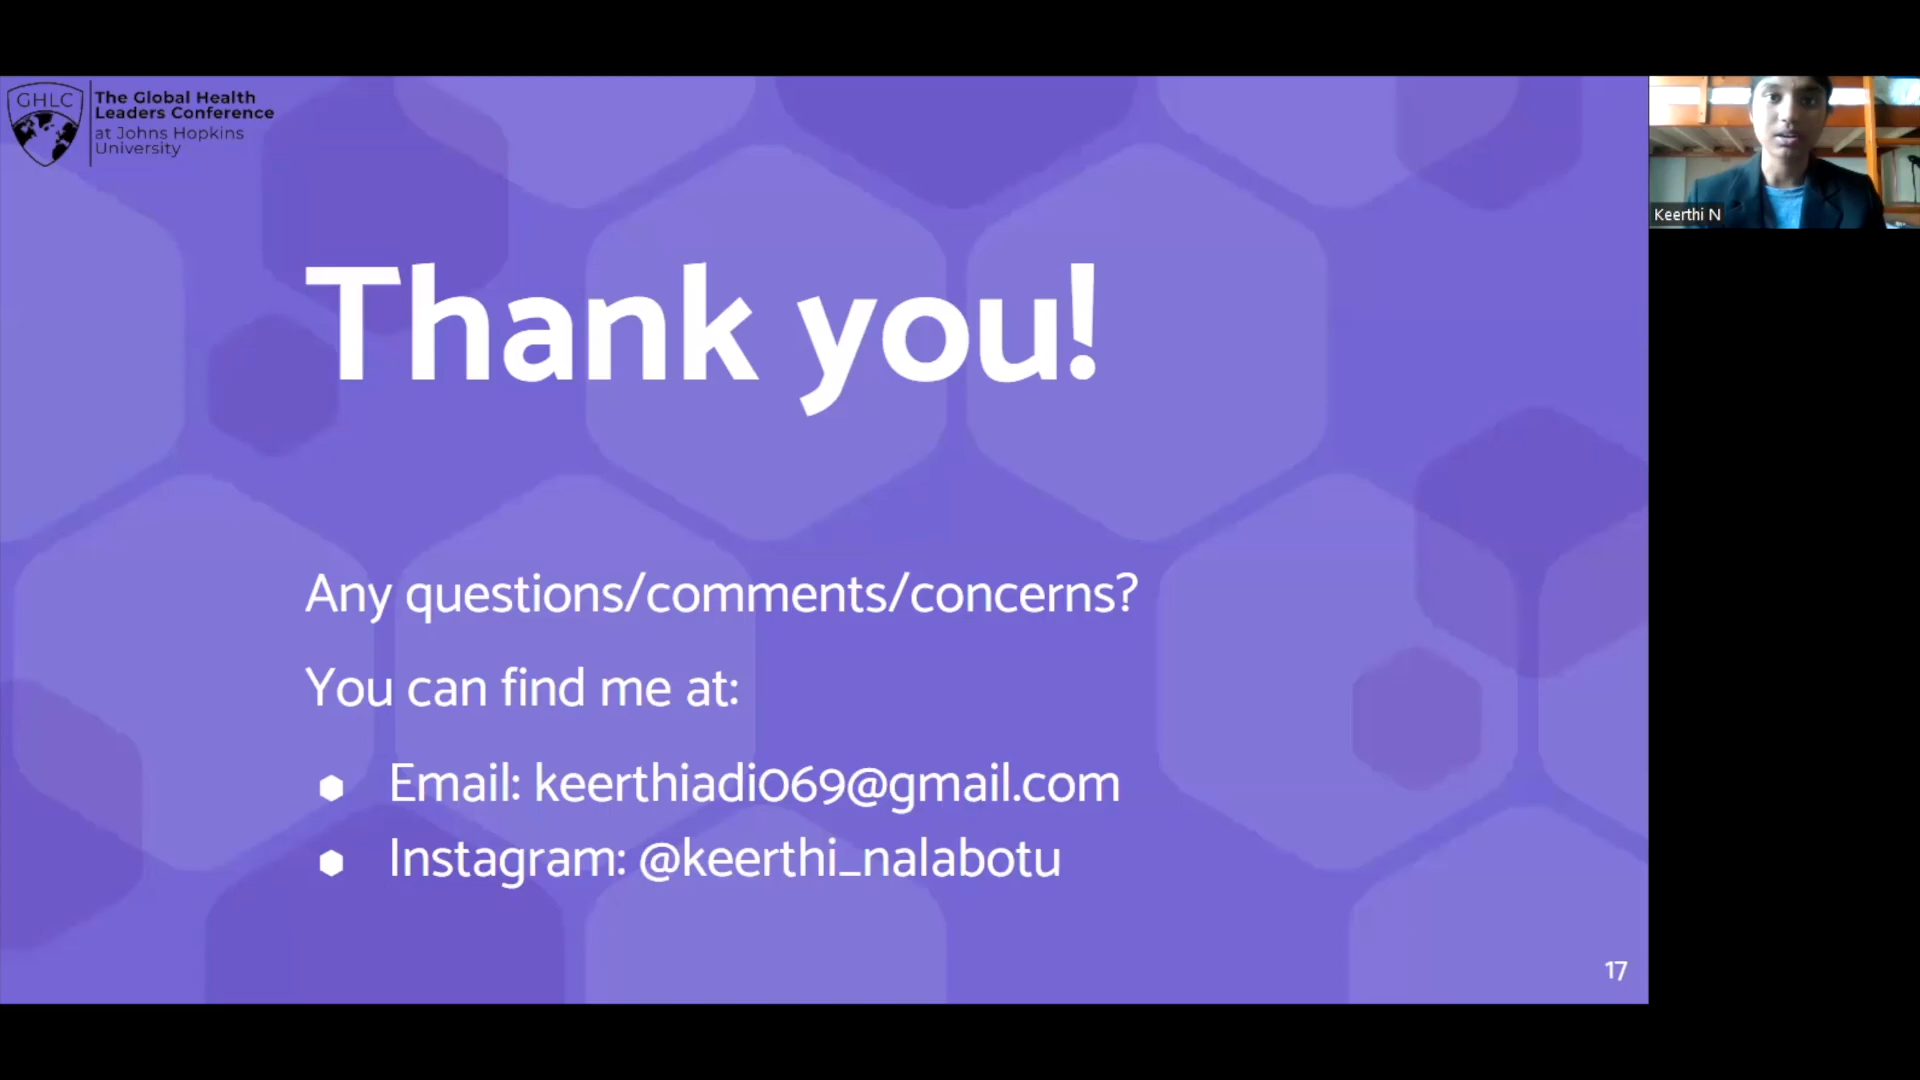 GHLC
The Global Health
Leaders Conference
at Johns Hopkins
University
Keerthi N
Thank you!
Any questions/comments/concerns?
You can find me at:
Email: keerthiadi069@gmail.com
Instagram: @keerthi_nalabotu
17